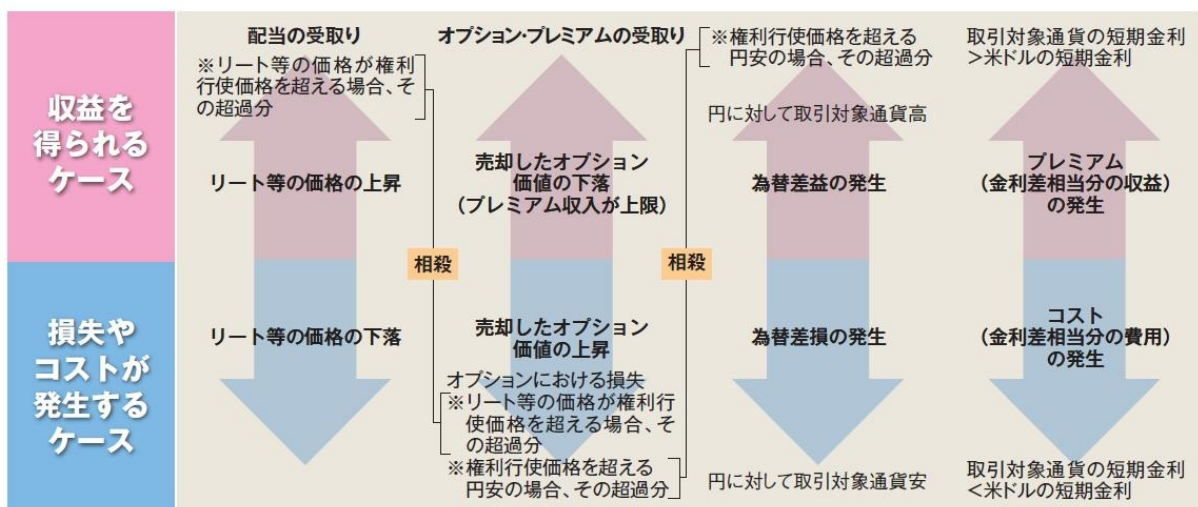 収益を
得られる
ケース
配当の受取り
※リート等の価格が権利
行使価格を超える場合、そ
の超過分
リート等の価格の上昇
オプション・プレミアムの受取り
売却したオプション
価値の下落
(プレミアム収入が上限)
※権利行使価格を超える
円安の場合、その超過分
円に対して取引対象通貨高
為替差益の発生
取引対象通貨の短期金利
>米ドルの短期金利
プレミアム
(金利差相当分の収益)
の発生
相殺
相殺
損失や
コストが
発生する
ケース
リート等の価格の下落
売却したオプション
価値の上昇
オプションにおける損失
※リート等の価格が権利行
使価格を超える場合、そ
の超過分
※権利行使価格を超える
円安の場合、その超過分
為替差損の発生
円に対して取引対象通貨安
コスト
(金利差相当分の費用)
の発生
取引対象通貨の短期金利
<米ドルの短期金利